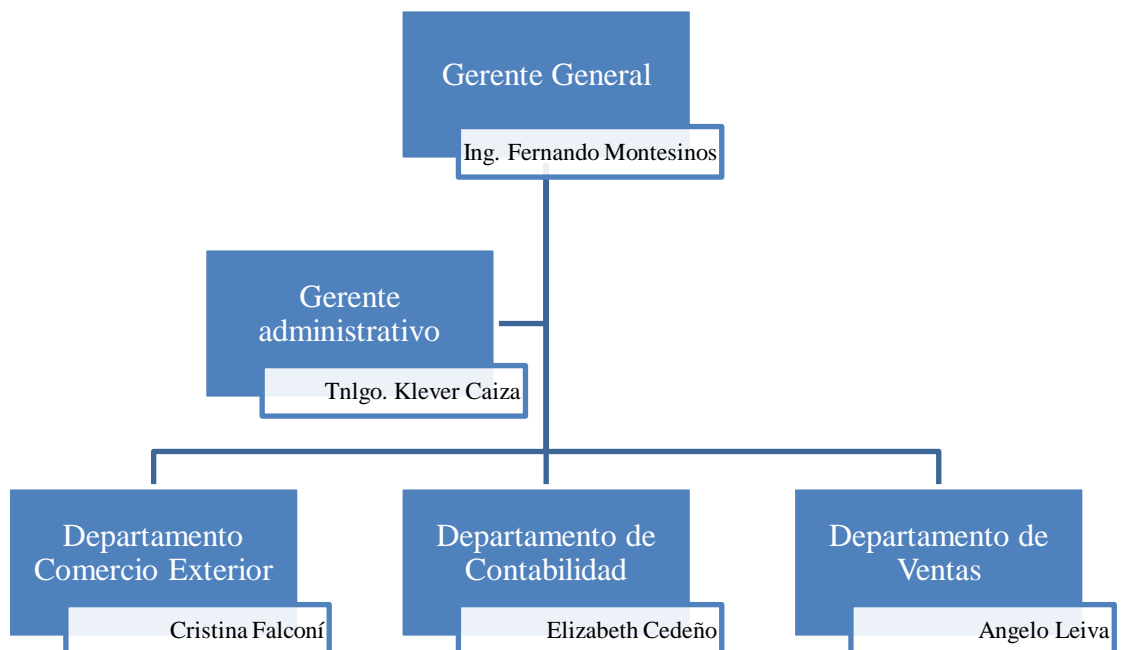 Gerente General
Ing. Fernando Montesinos
Gerente
administrativo
Tnlgo. Klever Caiza
Departamento
Comercio Exterior
Cristina Falconí
Departamento de
Contabilidad
Elizabeth Cedeño
Departamento de
Ventas
Angelo Leiva